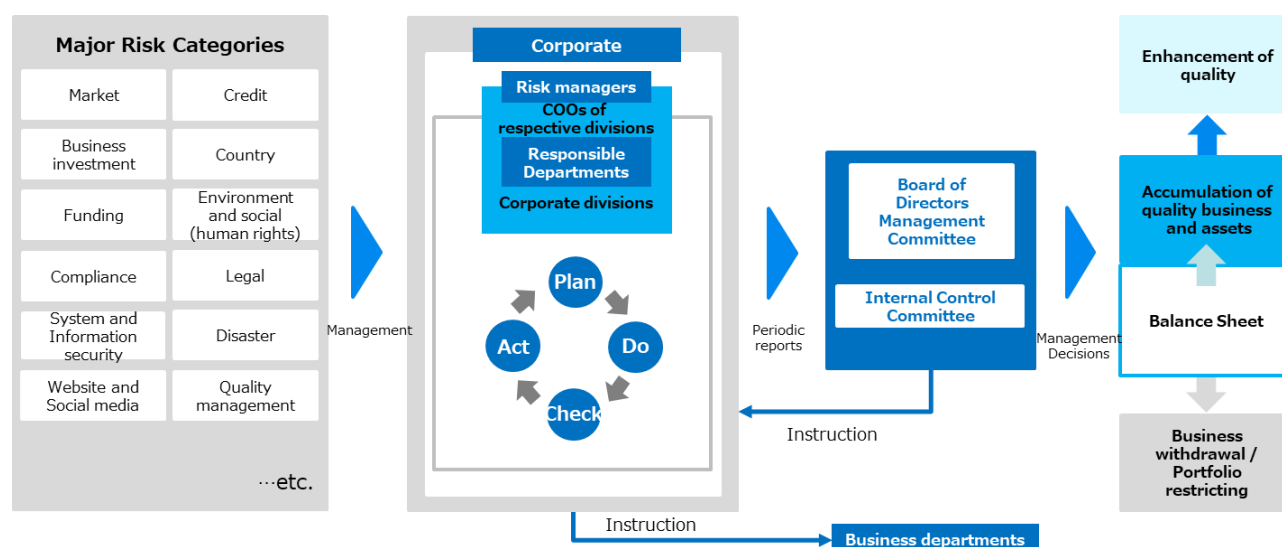 Major Risk Categories
Market
Credit
Business
investment
Country
Funding
Environment
and social
(human rights)
Compliance
Legal
System and
Information
security
Disaster
Website and
Social media
Quality
management
…etc.
Management
Corporate
Risk managers
COOs of
respective divisions
Responsible
Departments
Corporate divisions
Plan
Do
Check
Act
Periodic
reports
Board of
Directors
Management
Committee
Internal Control
Committee
Instruction
Instruction
Business departments
Management
Decisions
Enhancement of
quality
Accumulation of
quality business
and assets
Balance Sheet
Business
withdrawal /
Portfolio
restricting